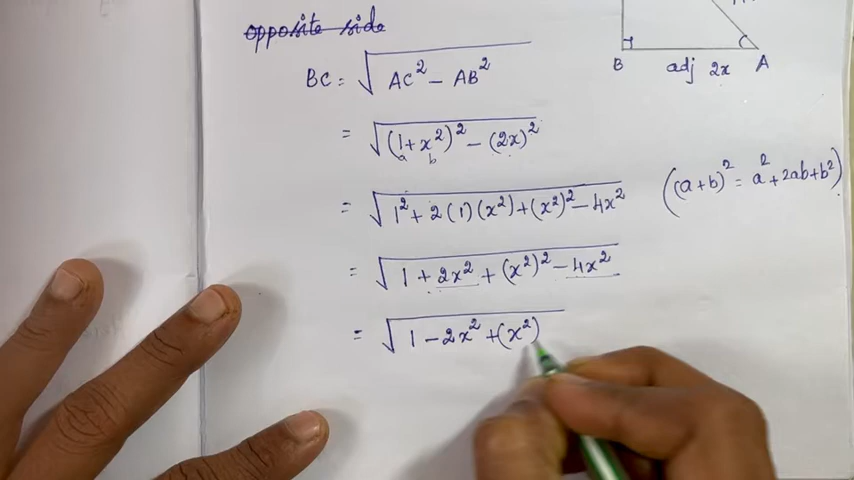 opposite side
BC = √(AC² - AB²)
B adj 2x A
= √((1+x²)² - (2x)²)
a b
= √(1² + 2(1)(x²) + (x²)² - 4x²) ((a+b)² = a² + 2ab + b²)
= √(1 + 2x² + (x²)² - 4x²)
= √(1 - 2x² + (x²)